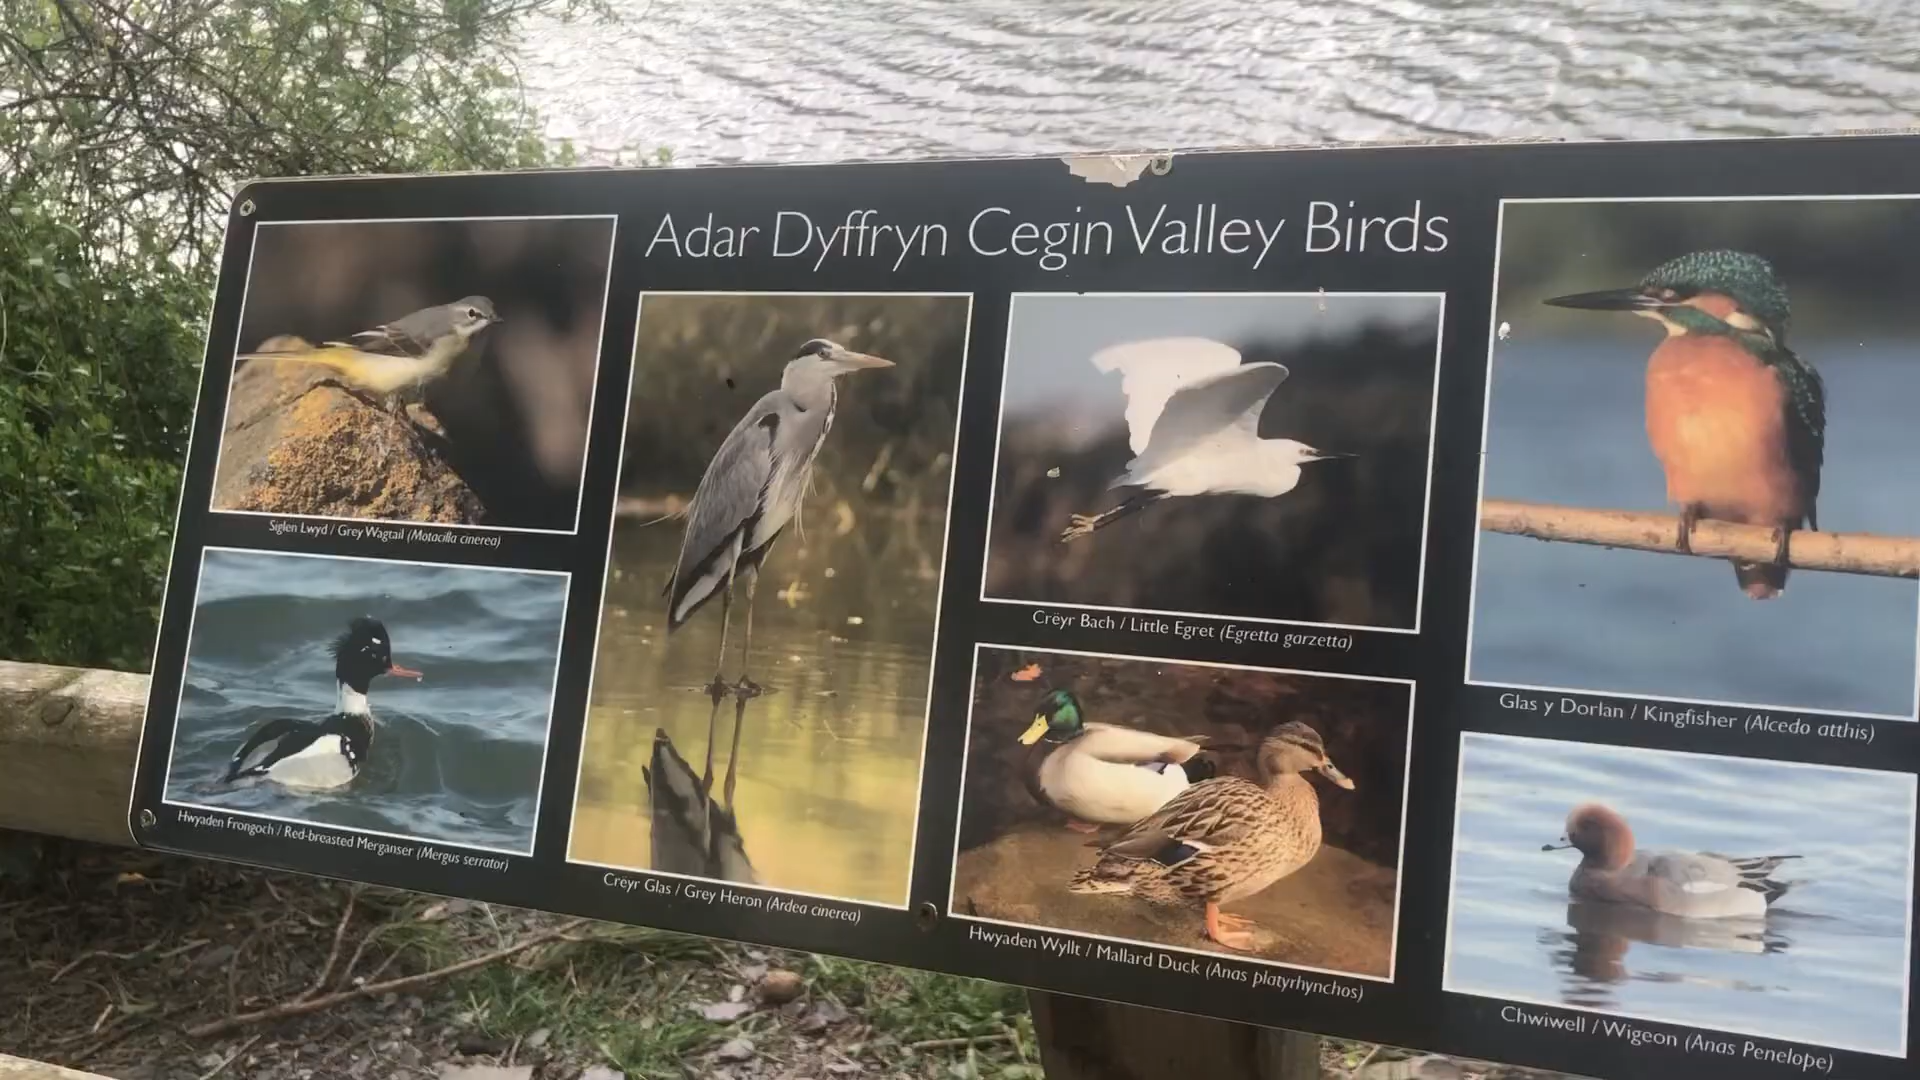 Adar Dyffryn Cegin Valley Birds
Siglen Lwyd / Grey Wagtail (Motacilla cinerea)
Hwyaden Frongoch / Red-breasted Merganser (Mergus serrator)
Crëyr Glas / Grey Heron (Ardea cinerea)
Crëyr Bach / Little Egret (Egretta garzetta)
Hwyaden Wyllt / Mallard Duck (Anas platyrhynchos)
Glas y Dorlan / Kingfisher (Alcedo atthis)
Chwiwell / Wigeon (Anas Penelope)